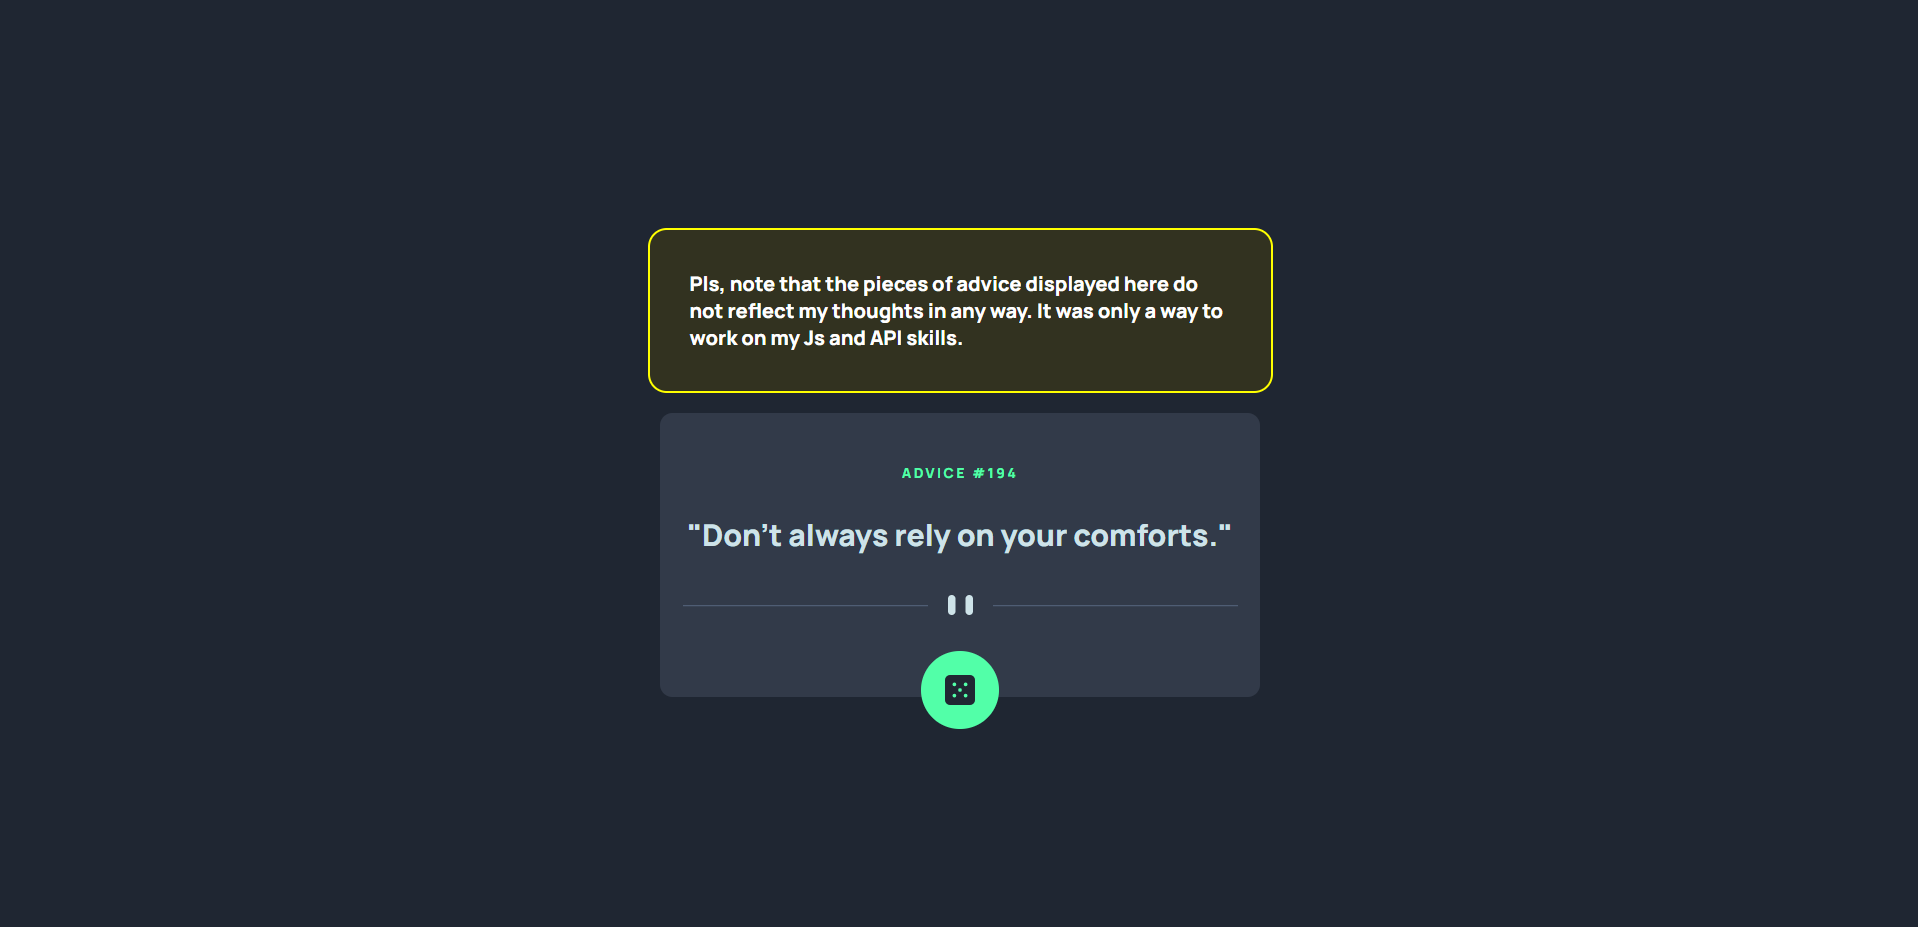 Pls, note that the pieces of advice displayed here do
not reflect my thoughts in any way. It was only a way to
work on my Js and API skills.
ADVICE #194
"Don't always rely on your comforts."